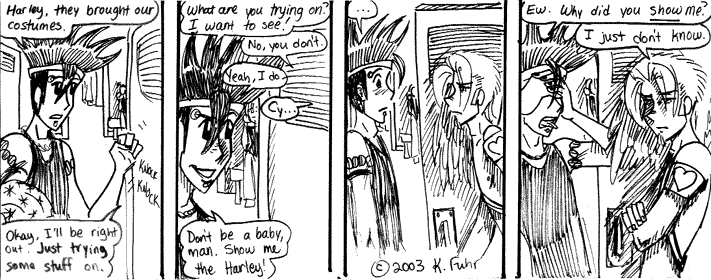 Harley, they brought our
costumes.
KNOCK
KNOCK
Okay, I'll be right
out. Just trying
some stuff on.
What are you trying on?
I want to see!
No, you don't.
Yeah, I do.
Cy...
Don't be a baby,
man. Show me
the Harley!
...
© 2003 K. Fuhr
Ew. Why did you show me?
I just don't know.